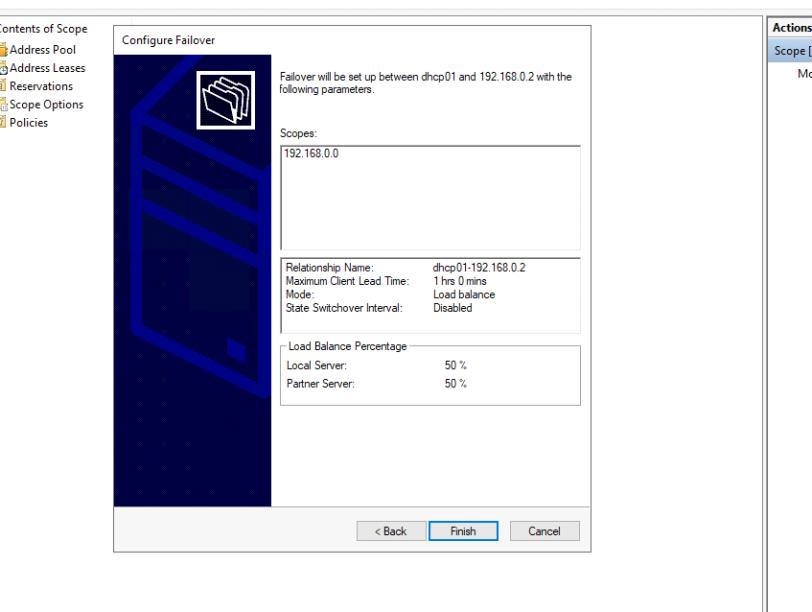 Contents of Scope
Address Pool
Address Leases
Reservations
Scope Options
Policies
Configure Failover
Failover will be set up between dhcp01 and 192.168.0.2 with the
following parameters.
Scopes:
192.168.0.0
Relationship Name: dhcp01-192.168.0.2
Maximum Client Lead Time: 1 hrs 0 mins
Mode: Load balance
State Switchover Interval: Disabled
Load Balance Percentage
Local Server: 50 %
Partner Server: 50 %
< Back
Finish
Cancel
Actions
Scope [